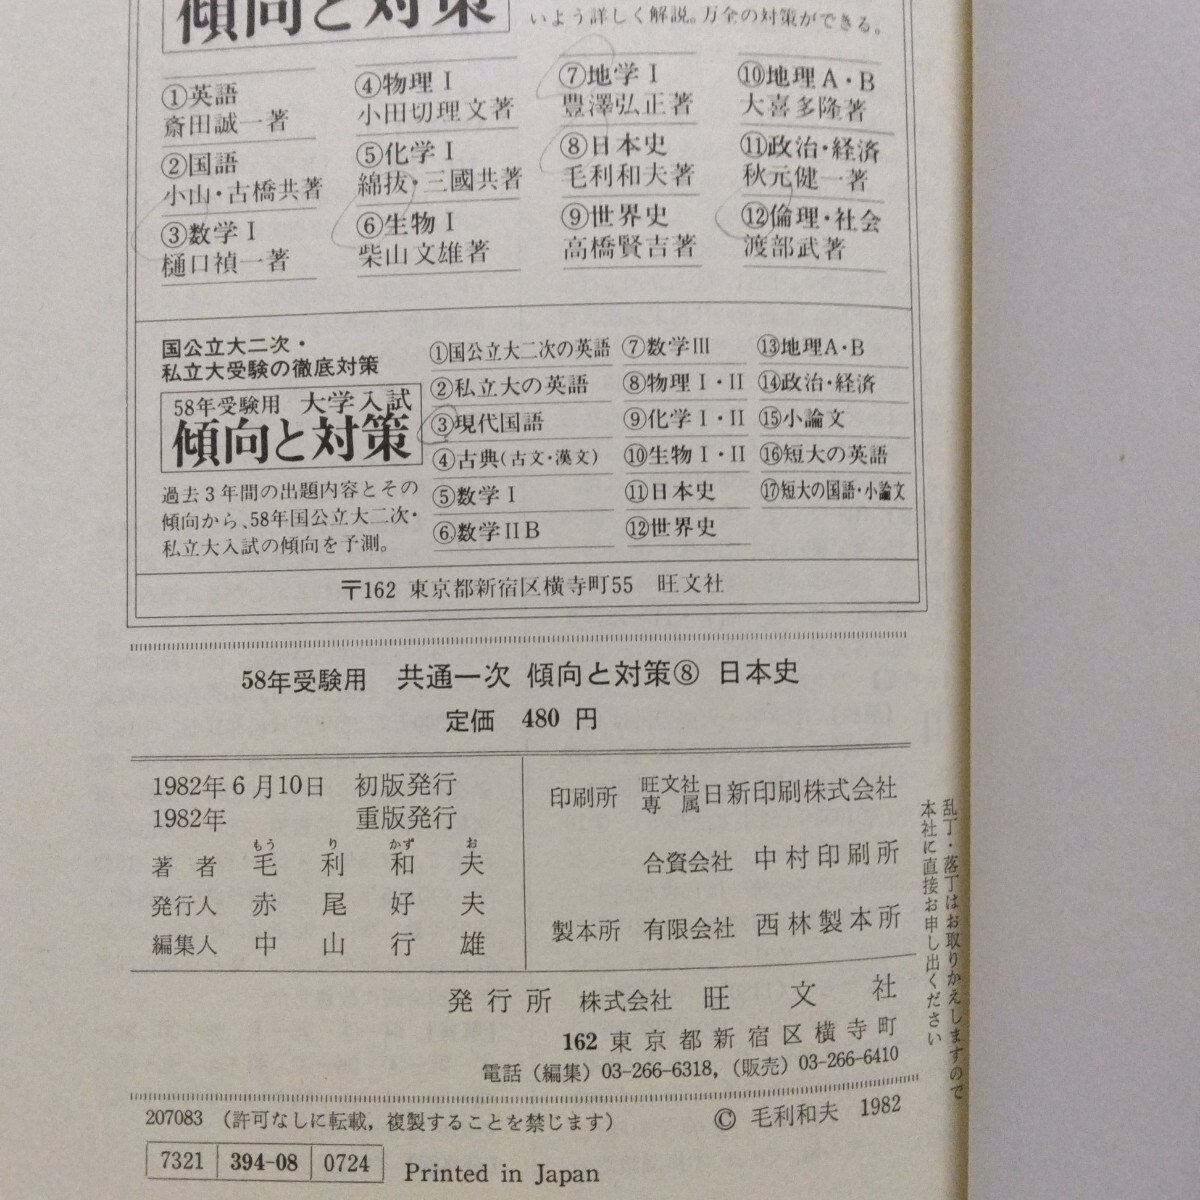 傾向と対策
いよう詳しく解説。万全の対策ができる。
①英語
斎田誠一著
②国語
小山・古橋共著
③数学Ⅰ
樋口禎一著
④物理Ⅰ
小田切理文著
⑤化学Ⅰ
綿抜・三國共著
⑥生物Ⅰ
柴山文雄著
⑦地学Ⅰ
豊澤弘正著
⑧日本史
毛利和夫著
⑨世界史
高橋賢吉著
⑩地理A・B
大喜多隆著
⑪政治・経済
秋元健一著
⑫倫理・社会
渡部武著
国公立大二次・
私立大受験の徹底対策
58年受験用 大学入試
傾向と対策
過去3年間の出題内容とその
傾向から、58年国公立大二次・
私立大入試の傾向を予測。
①国公立大二次の英語
②私立大の英語
③現代国語
④古典(古文・漢文)
⑤数学Ⅰ
⑥数学ⅡB
⑦数学Ⅲ
⑧物理Ⅰ・Ⅱ
⑨化学Ⅰ・Ⅱ
⑩生物Ⅰ・Ⅱ
⑪日本史
⑫世界史
⑬地理A・B
⑭政治・経済
⑮小論文
⑯短大の英語
⑰短大の国語・小論文
〒162 東京都新宿区横寺町55 旺文社
58年受験用 共通一次 傾向と対策⑧ 日本史
定価 480円
1982年6月10日 初版発行
1982年 重版発行
もう り かず お
著者 毛利和夫
発行人 赤尾好夫
編集人 中山行雄
印刷所 旺文社専属 日新印刷株式会社
合資会社 中村印刷所
製本所 有限会社 西林製本所
発行所 株式会社 旺文社
162 東京都新宿区横寺町
電話(編集)03-266-6318,(販売)03-266-6410
207083 (許可なしに転載,複製することを禁じます)
© 毛利和夫 1982
7321 394-08 0724
Printed in Japan
乱丁・落丁はお取りかえしますので
本社に直接お申し出ください